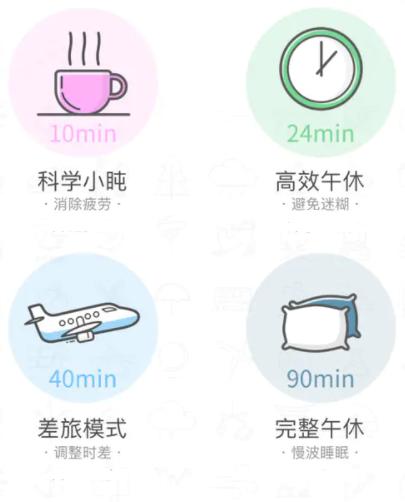 10min
24min
科学小盹
高效午休
· 消除疲劳 ·
· 避免迷糊 ·
40min
90min
差旅模式
完整午休
· 调整时差 ·
· 慢波睡眠 ·